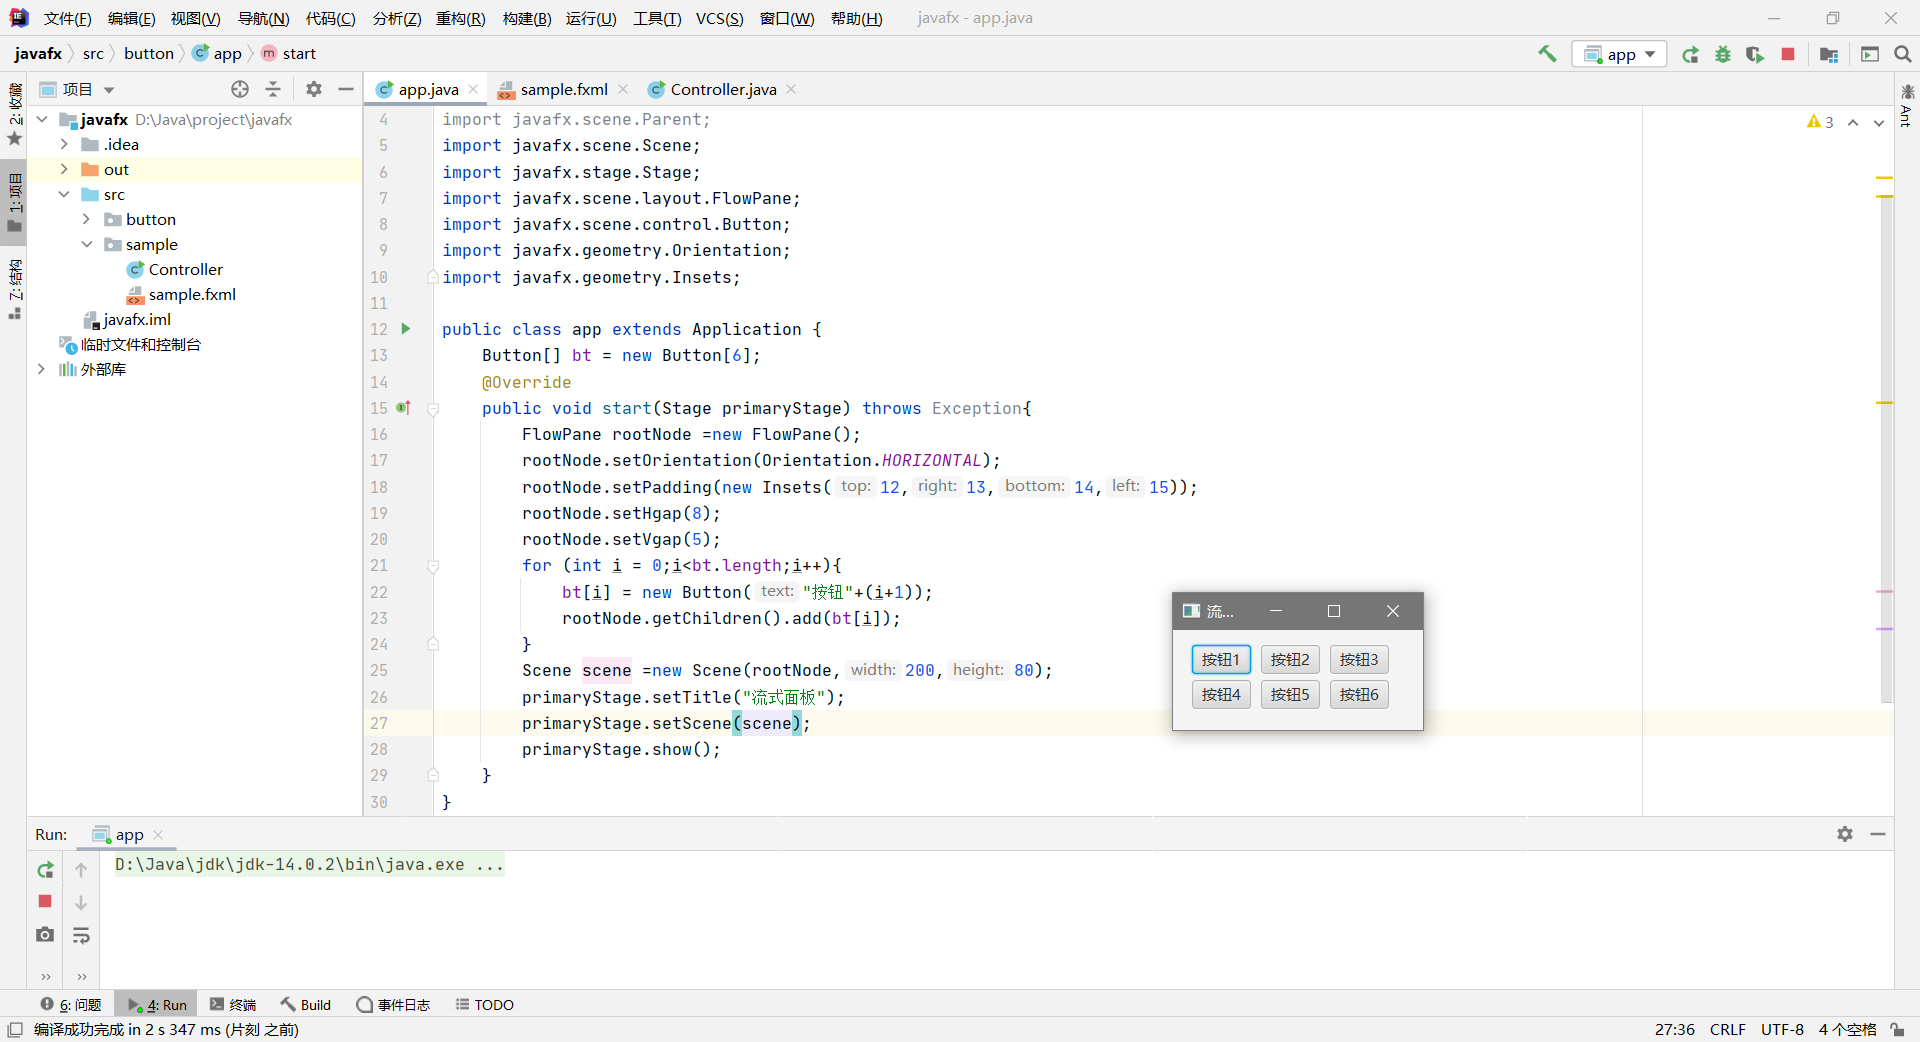 文件(F) 编辑(E) 视图(V) 导航(N) 代码(C) 分析(Z) 重构(R) 构建(B) 运行(U) 工具(T) VCS(S) 窗口(W) 帮助(H) javafx - app.java
javafx src button app start
app
2: 收藏
1: 项目
Z: 结构
Ant
项目
javafx D:\Java\project\javafx
.idea
out
src
button
sample
Controller
sample.fxml
javafx.iml
临时文件和控制台
外部库
app.java sample.fxml Controller.java
3
4 import javafx.scene.Parent;
5 import javafx.scene.Scene;
6 import javafx.stage.Stage;
7 import javafx.scene.layout.FlowPane;
8 import javafx.scene.control.Button;
9 import javafx.geometry.Orientation;
10 import javafx.geometry.Insets;
11
12 public class app extends Application {
13 Button[] bt = new Button[6];
14 @Override
15 public void start(Stage primaryStage) throws Exception{
16 FlowPane rootNode =new FlowPane();
17 rootNode.setOrientation(Orientation.HORIZONTAL);
18 rootNode.setPadding(new Insets( top: 12, right: 13, bottom: 14, left: 15));
19 rootNode.setHgap(8);
20 rootNode.setVgap(5);
21 for (int i = 0;i<bt.length;i++){
22 bt[i] = new Button( text: "按钮"+(i+1));
23 rootNode.getChildren().add(bt[i]);
24 }
25 Scene scene =new Scene(rootNode, width: 200, height: 80);
26 primaryStage.setTitle("流式面板");
27 primaryStage.setScene(scene);
28 primaryStage.show();
29 }
30 }
流...
按钮1 按钮2 按钮3
按钮4 按钮5 按钮6
Run: app
D:\Java\jdk\jdk-14.0.2\bin\java.exe ...
6: 问题 4: Run 终端 Build 事件日志 TODO
编译成功完成 in 2 s 347 ms (片刻 之前) 27:36 CRLF UTF-8 4 个空格